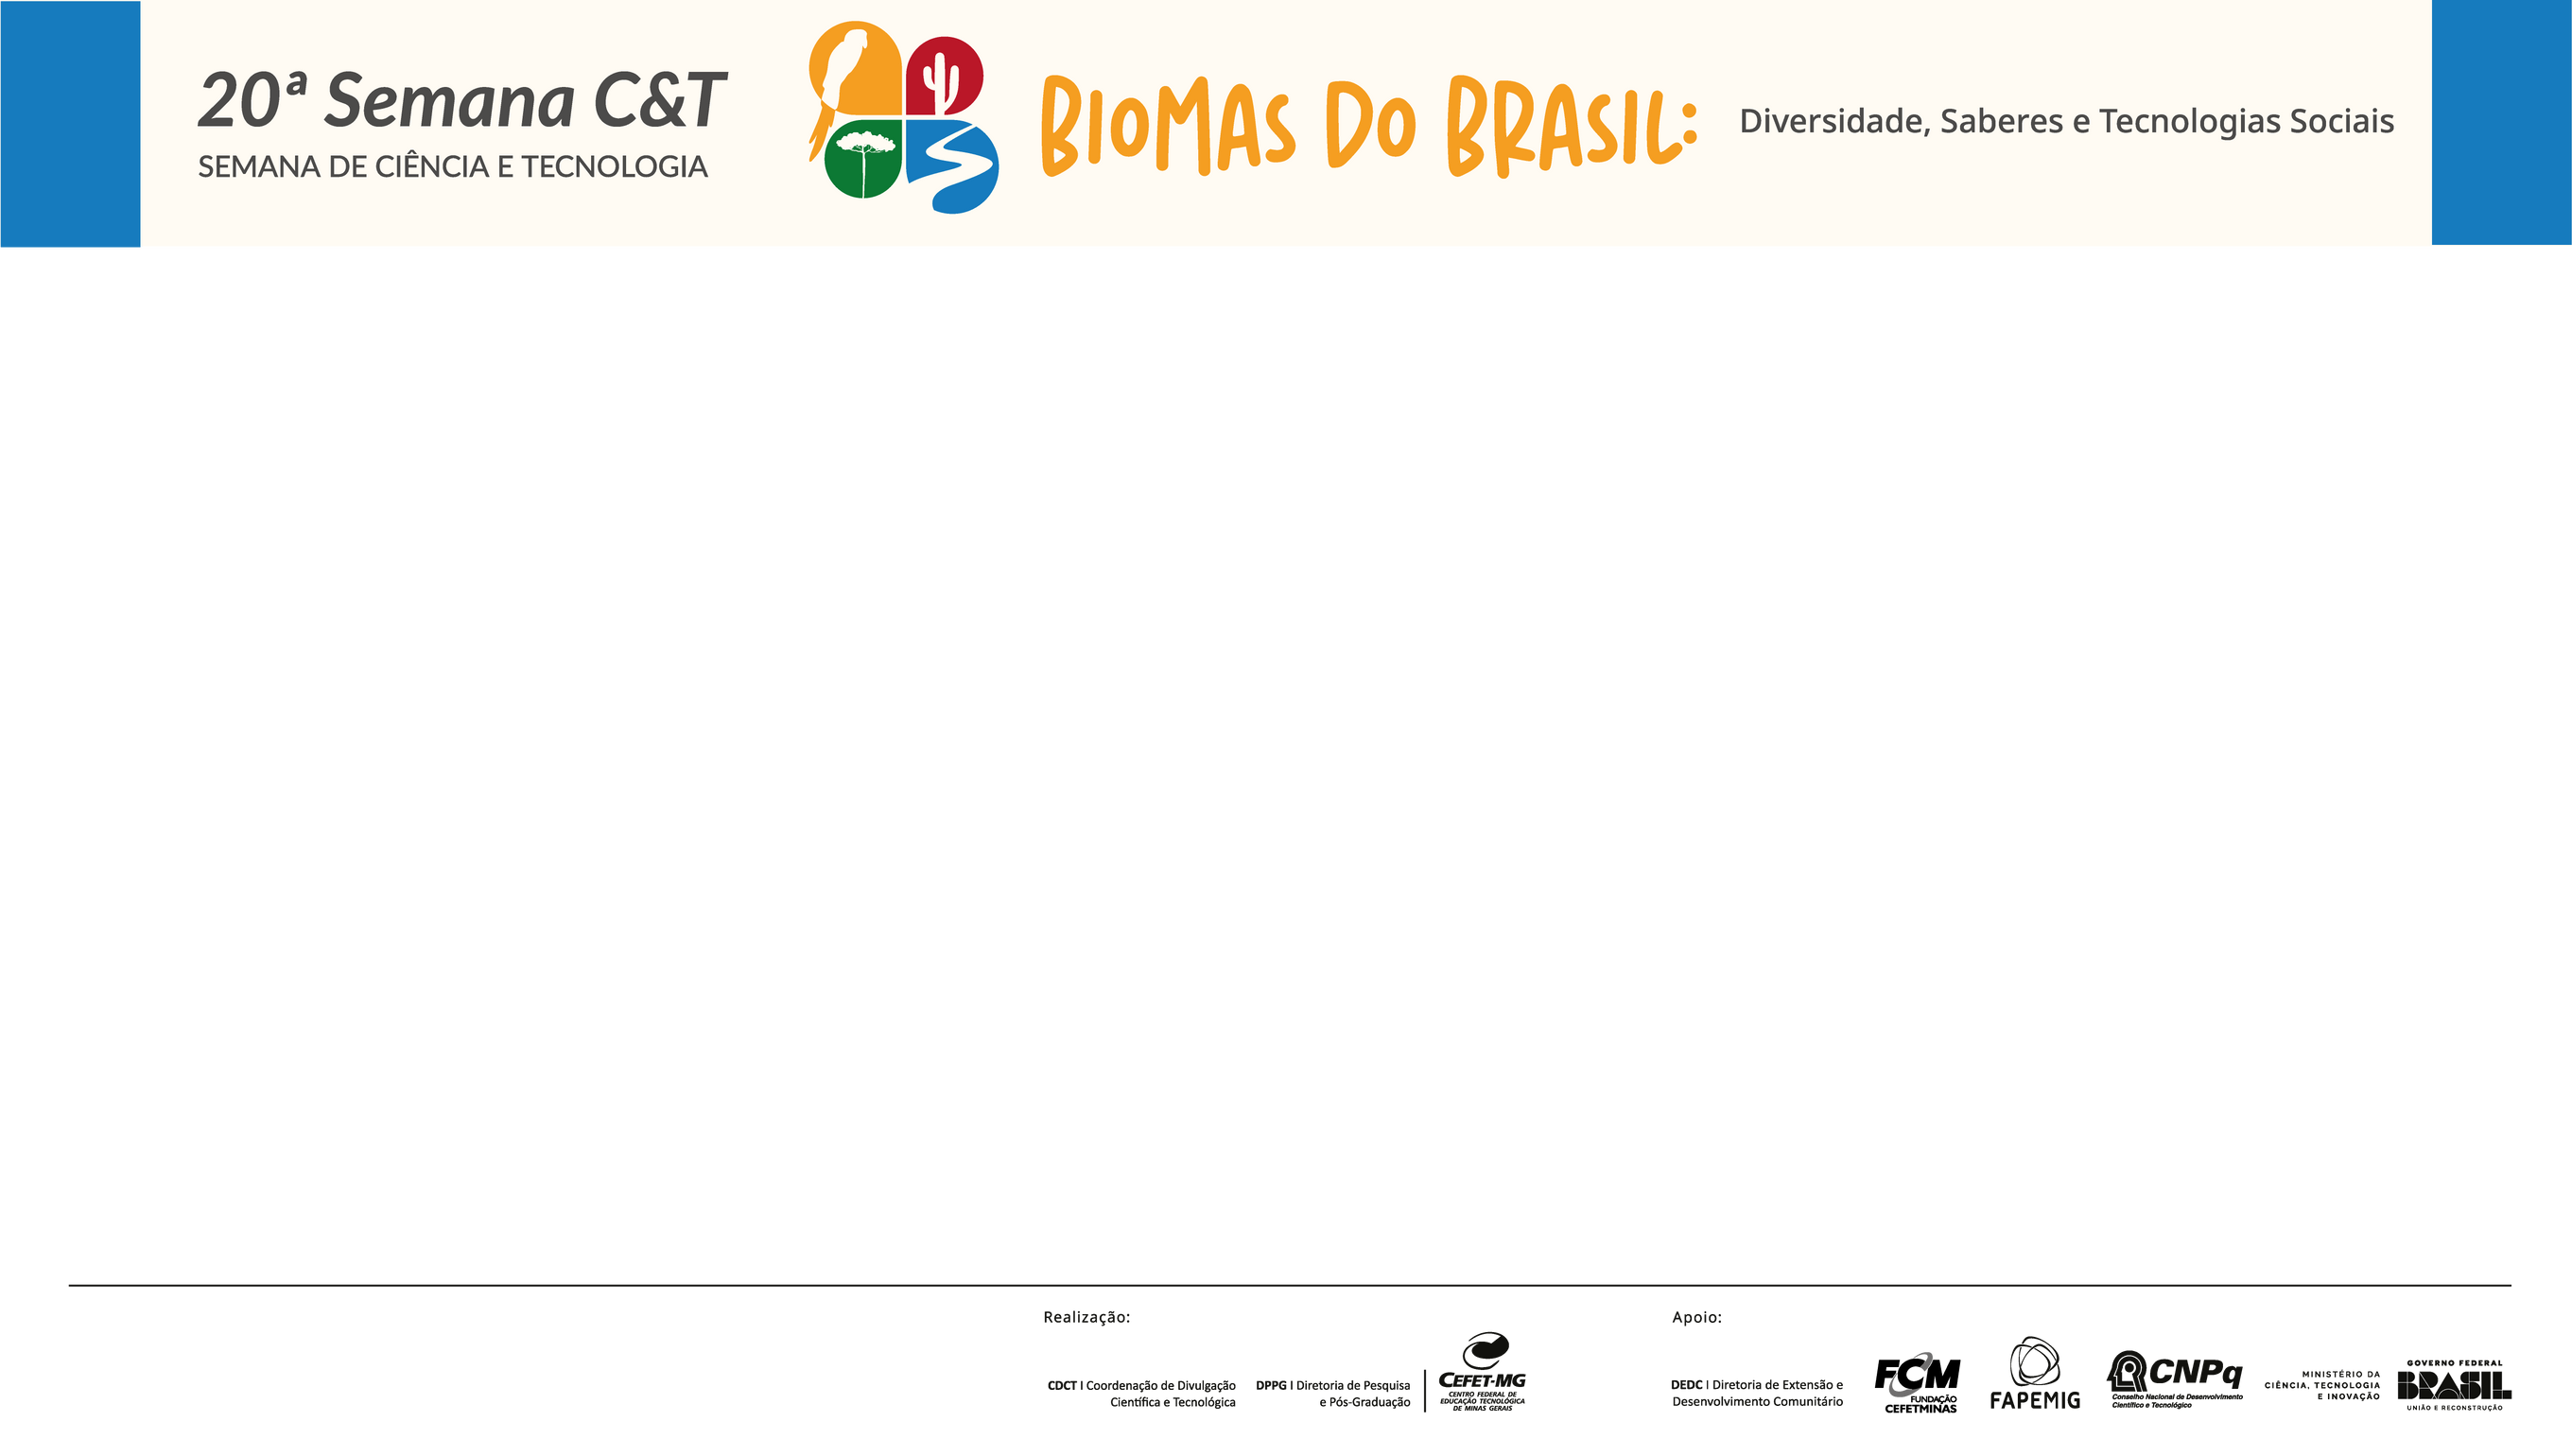 20ª Semana C&T
SEMANA DE CIÊNCIA E TECNOLOGIA
BIOMAS DO BRASIL:
Diversidade, Saberes e Tecnologias Sociais
Realização:
CDCT | Coordenação de Divulgação
Científica e Tecnológica
DPPG | Diretoria de Pesquisa
e Pós-Graduação
CEFET-MG
CENTRO FEDERAL DE
EDUCAÇÃO TECNOLÓGICA
DE MINAS GERAIS
Apoio:
DEDC | Diretoria de Extensão e
Desenvolvimento Comunitário
FCM
FUNDAÇÃO
CEFETMINAS
FAPEMIG
CNPq
Conselho Nacional de Desenvolvimento
Científico e Tecnológico
MINISTÉRIO DA
CIÊNCIA, TECNOLOGIA
E INOVAÇÃO
GOVERNO FEDERAL
BRASIL
UNIÃO E RECONSTRUÇÃO